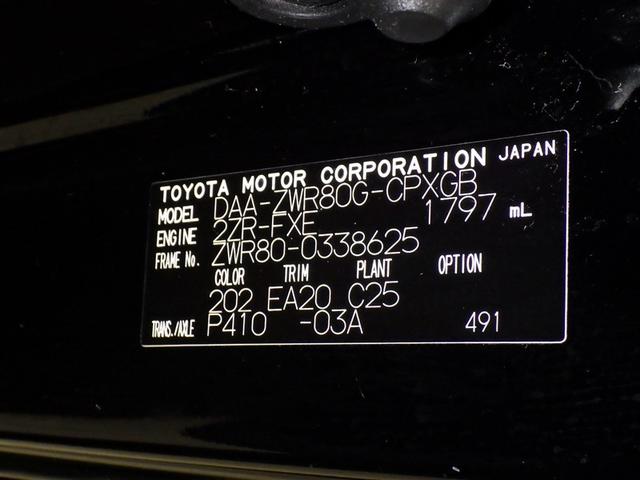 TOYOTA MOTOR CORPORATION JAPAN
MODEL DAA-ZWR80G-CPXGB
ENGINE 2ZR-FXE 1797 mL
FRAME No. ZWR80-0338625
COLOR TRIM PLANT OPTION
202 EA20 C25
TRANS./AXLE P410 -03A 491